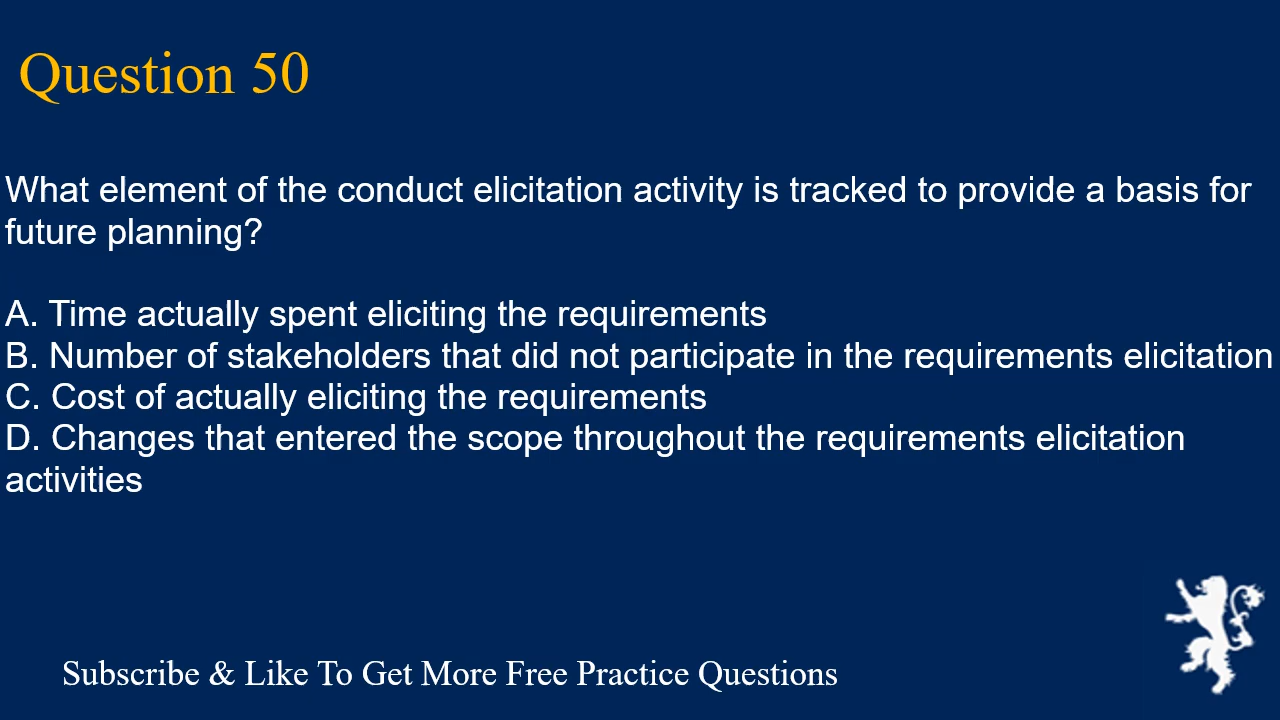 Question 50
What element of the conduct elicitation activity is tracked to provide a basis for
future planning?
A. Time actually spent eliciting the requirements
B. Number of stakeholders that did not participate in the requirements elicitation
C. Cost of actually eliciting the requirements
D. Changes that entered the scope throughout the requirements elicitation
activities
Subscribe & Like To Get More Free Practice Questions